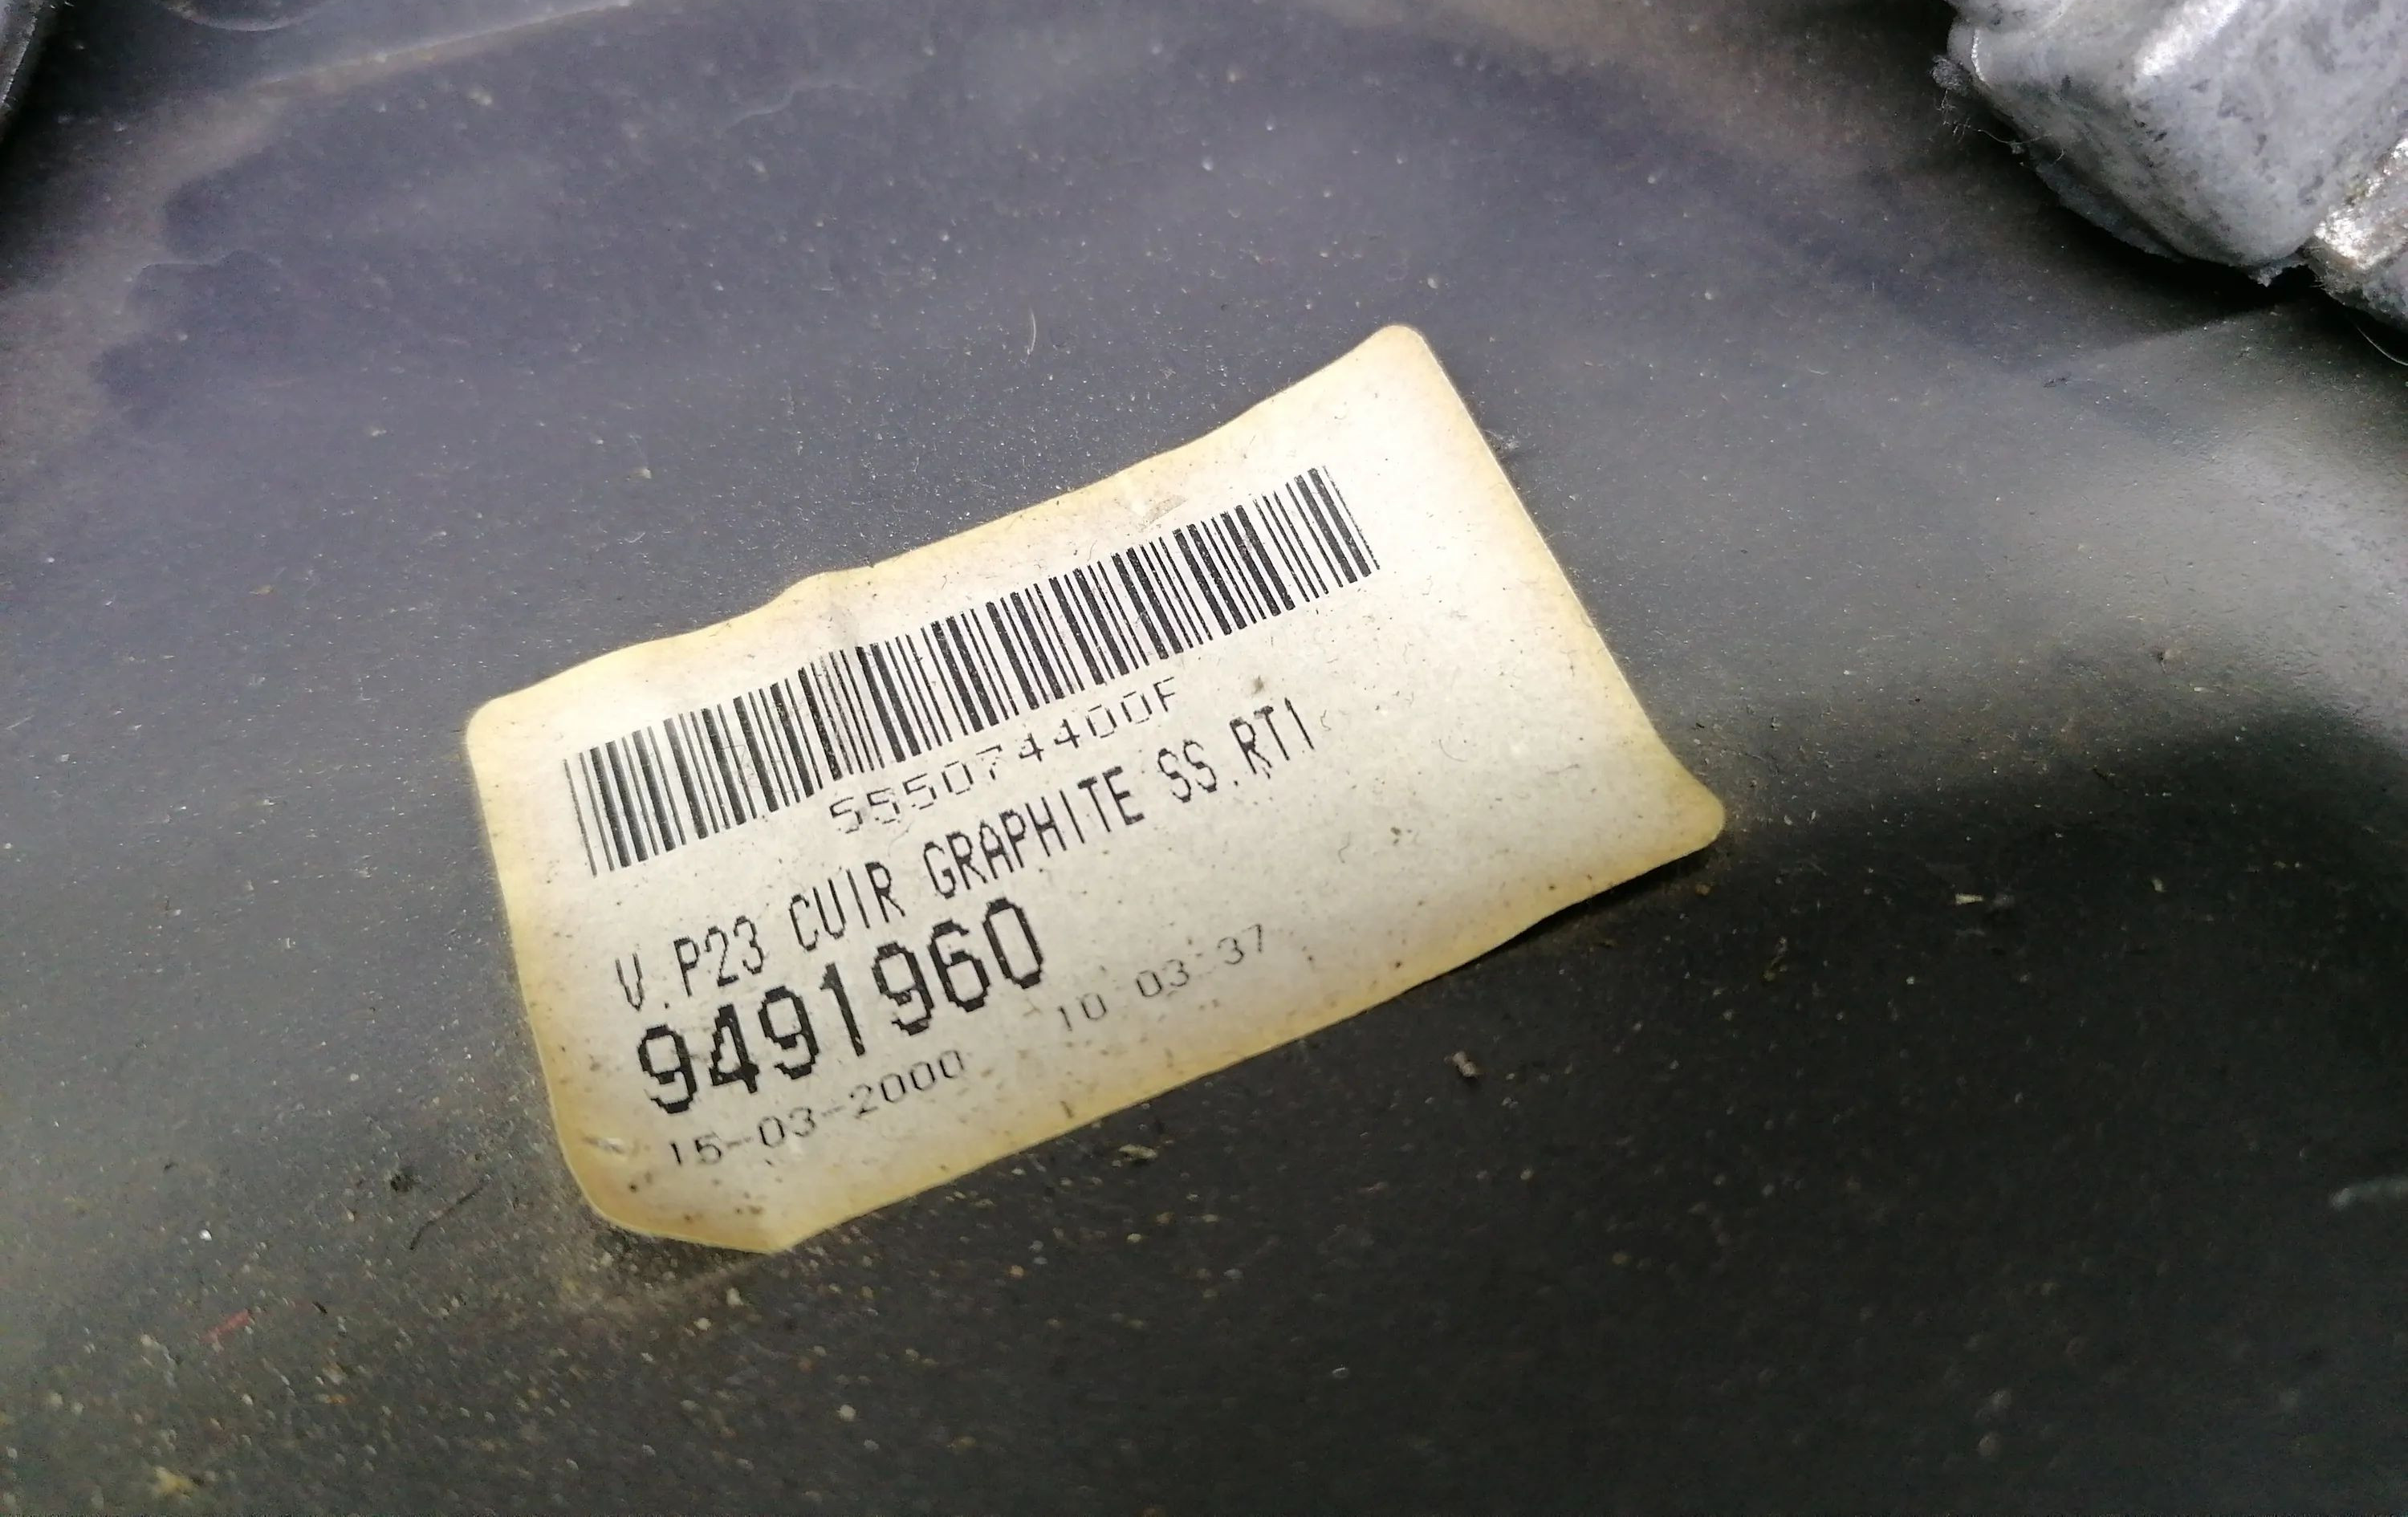 555074400F
V.P23 CUIR GRAPHITE SS.RTI
9491960
15-03-2000 10 03 37